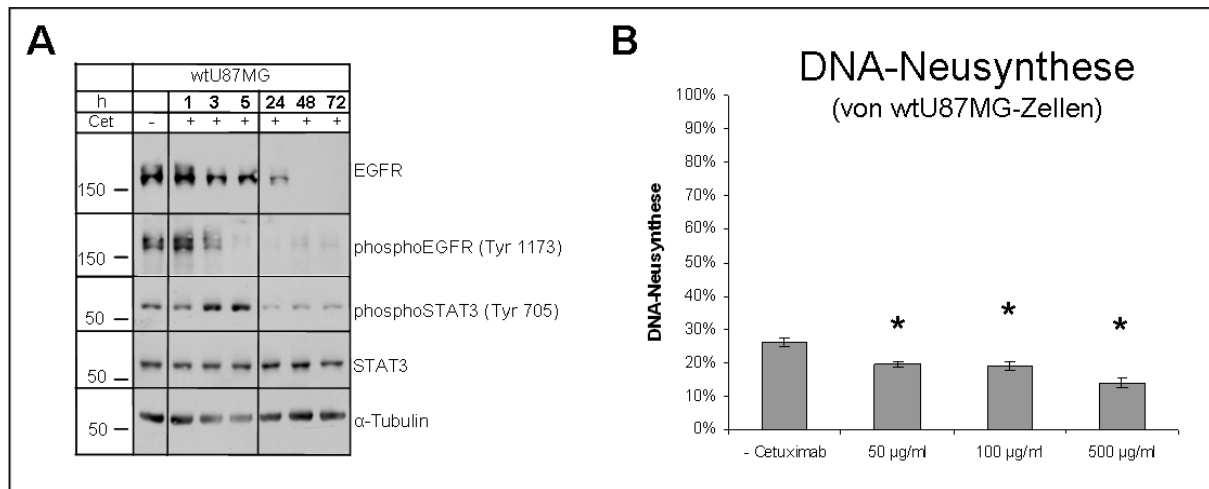 A
wtU87MG
h 1 3 5 24 48 72
Cet - + + + + + +
150 EGFR
150 phosphoEGFR (Tyr 1173)
50 phosphoSTAT3 (Tyr 705)
50 STAT3
50 α-Tubulin
B
DNA-Neusynthese
(von wtU87MG-Zellen)
DNA-Neusynthese
100%
90%
80%
70%
60%
50%
40%
30%
20%
10%
0%
* * *
- Cetuximab 50 µg/ml 100 µg/ml 500 µg/ml